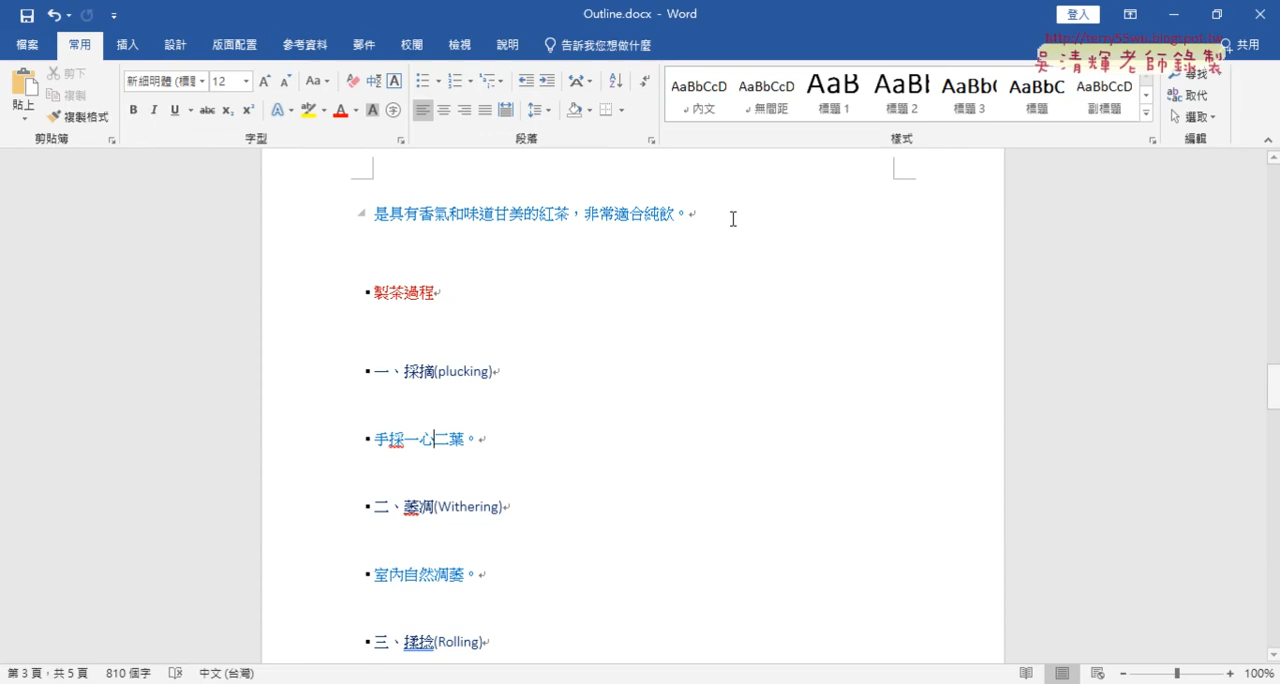 Outline.docx - Word
登入
http://terry55wu.blogspot.tw
吳清輝老師錄製
檔案 常用 插入 設計 版面配置 參考資料 郵件 校閱 檢視 說明 告訴我您想做什麼 共用
貼上 剪下 複製 複製格式
新細明體 (標題 12
AaBbCcD AaBbCcD AaB AaBl AaBb( AaBbC AaBbCcD
內文 無間距 標題 1 標題 2 標題 3 標題 副標題
尋找
取代
選取
剪貼簿 字型 段落 樣式 編輯
是具有香氣和味道甘美的紅茶，非常適合純飲。
製茶過程
一、採摘(plucking)
手採一心二葉。
二、萎凋(Withering)
室內自然凋萎。
三、揉捻(Rolling)
第 3 頁，共 5 頁 810 個字 中文 (台灣) 100%